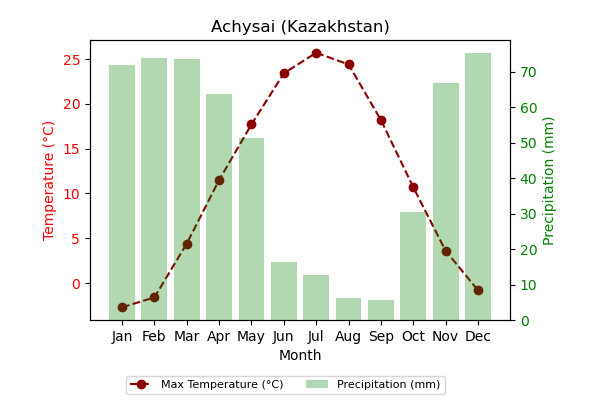 Achysai (Kazakhstan)
Temperature (°C)
25
20
15
10
5
0
70
60
50
40
30
20
10
0
Precipitation (mm)
Jan Feb Mar Apr May Jun Jul Aug Sep Oct Nov Dec
Month
Max Temperature (°C) Precipitation (mm)